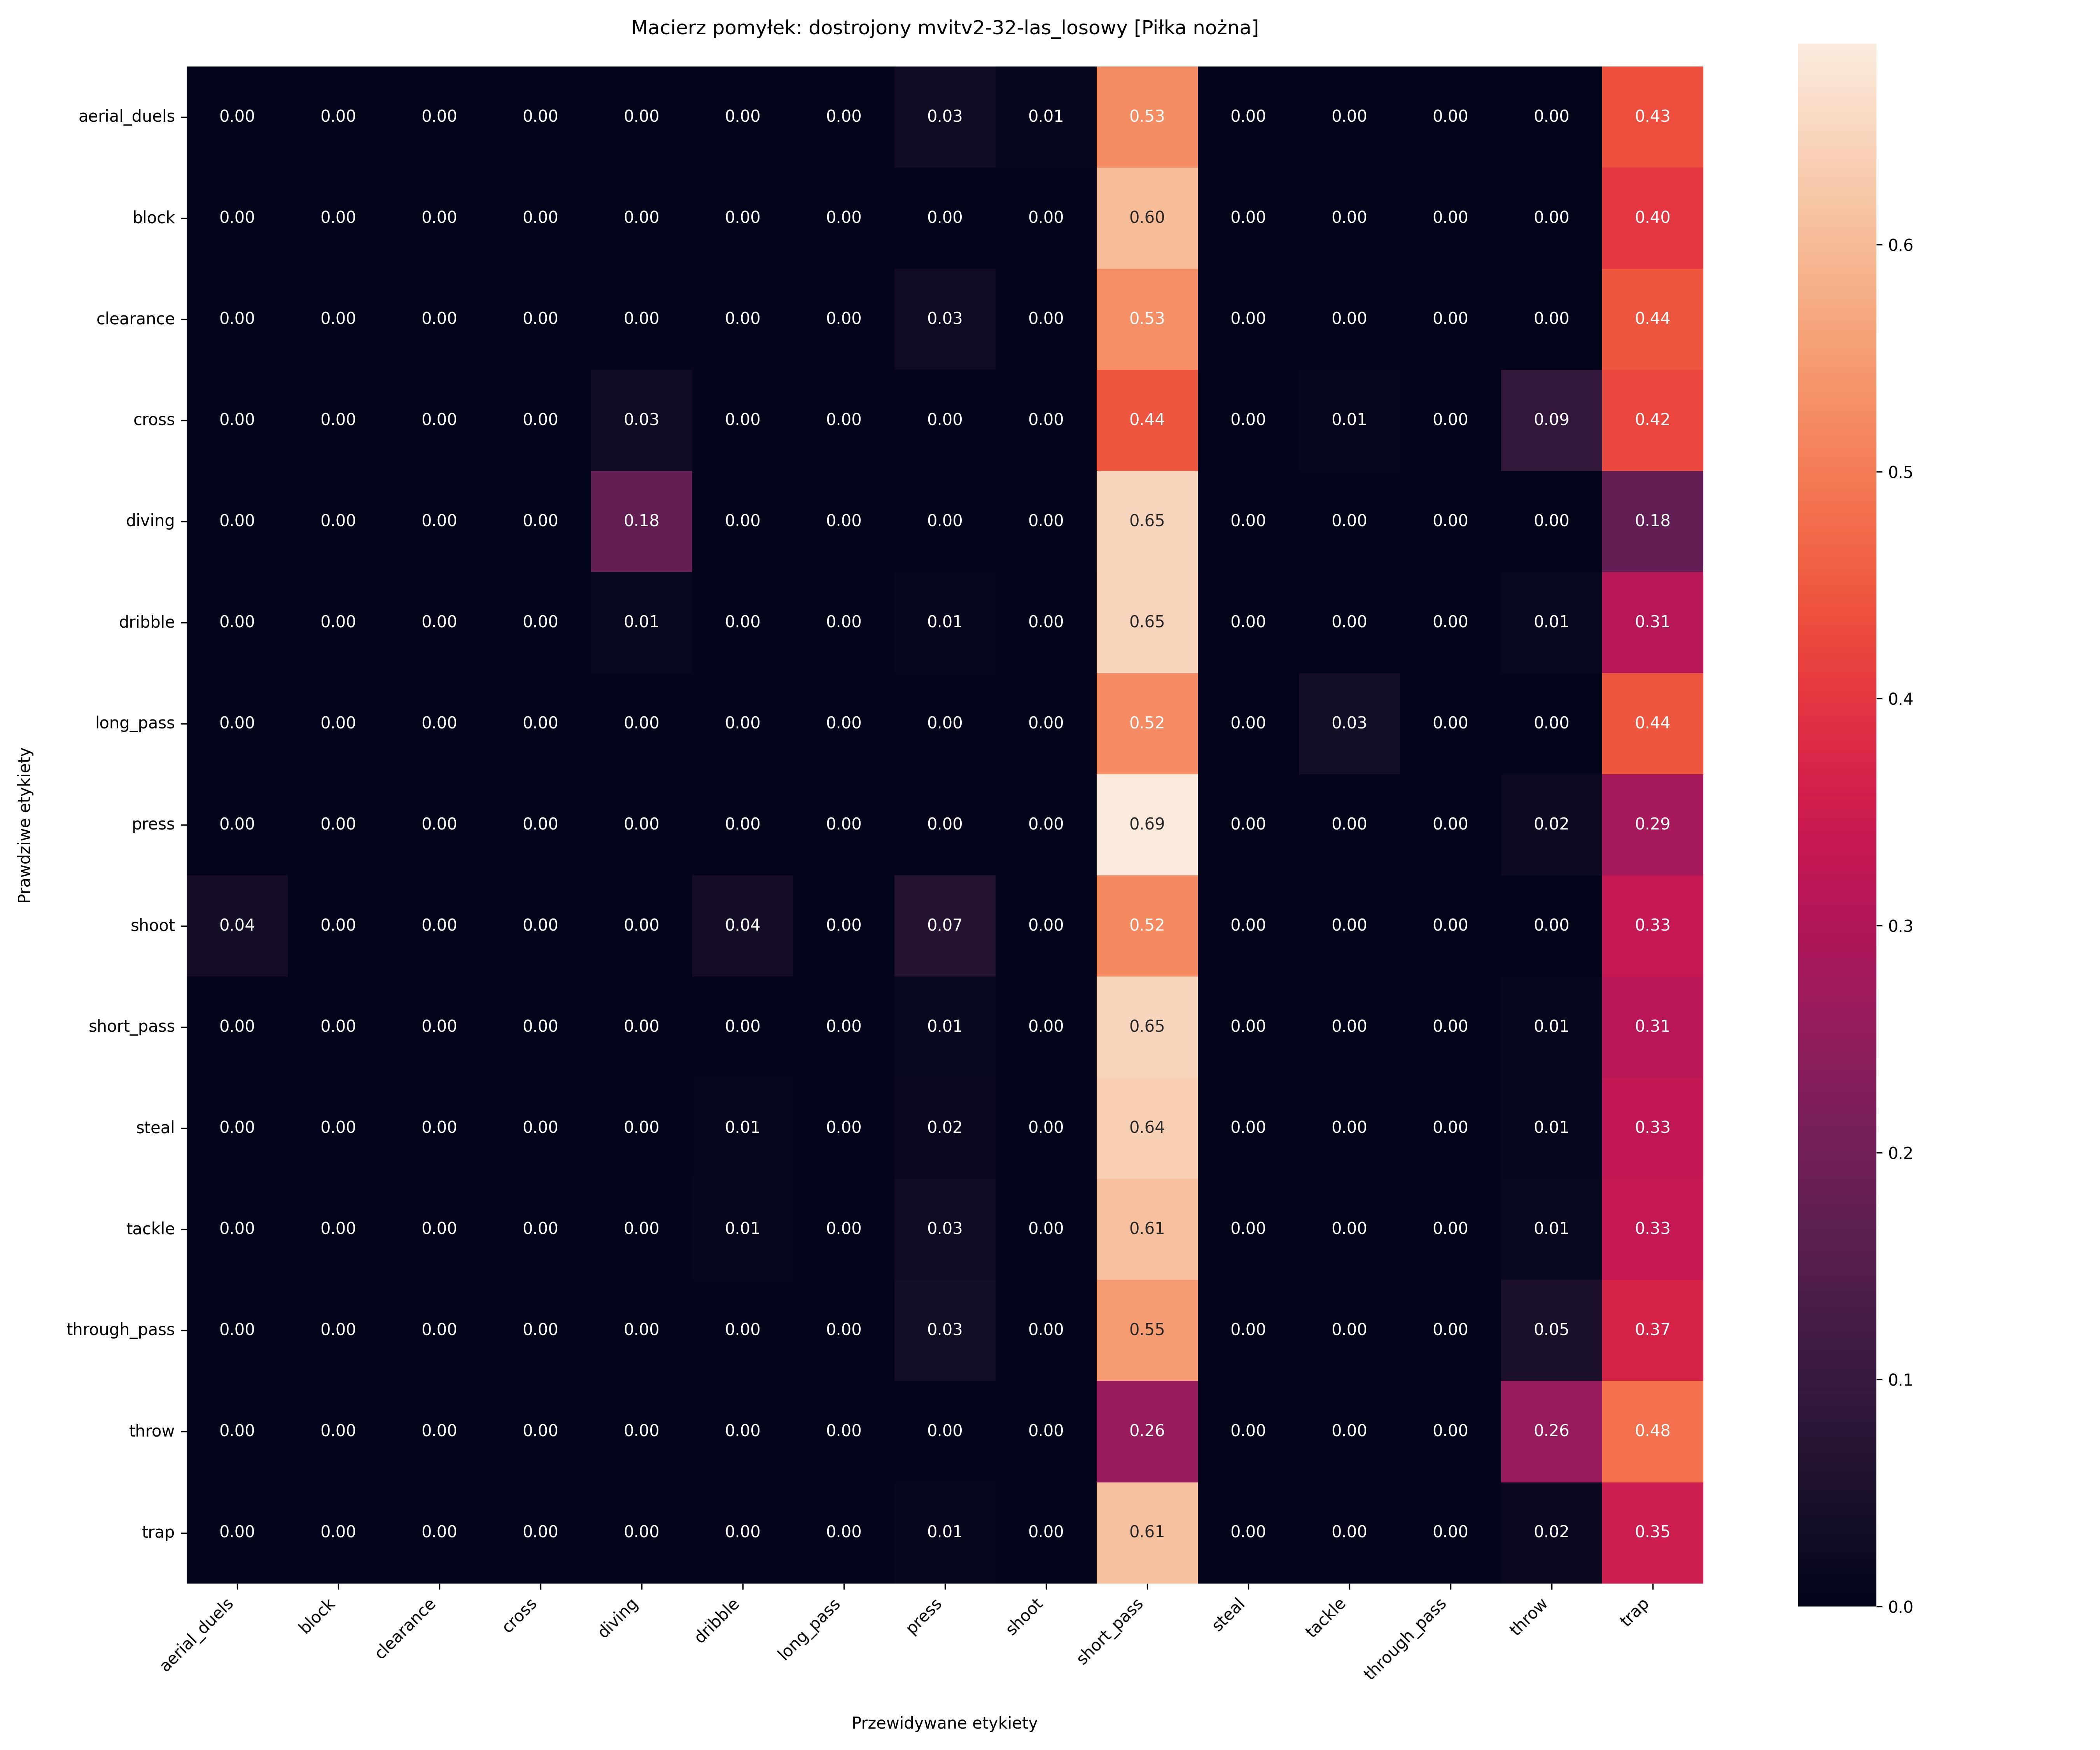 Macierz pomyłek: dostrojony mvitv2-32-las_losowy [Piłka nożna]
Prawdziwe etykiety
aerial_duels 0.00 0.00 0.00 0.00 0.00 0.00 0.00 0.03 0.01 0.53 0.00 0.00 0.00 0.00 0.43
block 0.00 0.00 0.00 0.00 0.00 0.00 0.00 0.00 0.00 0.60 0.00 0.00 0.00 0.00 0.40
clearance 0.00 0.00 0.00 0.00 0.00 0.00 0.00 0.03 0.00 0.53 0.00 0.00 0.00 0.00 0.44
cross 0.00 0.00 0.00 0.00 0.03 0.00 0.00 0.00 0.00 0.44 0.00 0.01 0.00 0.09 0.42
diving 0.00 0.00 0.00 0.00 0.18 0.00 0.00 0.00 0.00 0.65 0.00 0.00 0.00 0.00 0.18
dribble 0.00 0.00 0.00 0.00 0.01 0.00 0.00 0.01 0.00 0.65 0.00 0.00 0.00 0.01 0.31
long_pass 0.00 0.00 0.00 0.00 0.00 0.00 0.00 0.00 0.00 0.52 0.00 0.03 0.00 0.00 0.44
press 0.00 0.00 0.00 0.00 0.00 0.00 0.00 0.00 0.00 0.69 0.00 0.00 0.00 0.02 0.29
shoot 0.04 0.00 0.00 0.00 0.00 0.04 0.00 0.07 0.00 0.52 0.00 0.00 0.00 0.00 0.33
short_pass 0.00 0.00 0.00 0.00 0.00 0.00 0.00 0.01 0.00 0.65 0.00 0.00 0.00 0.01 0.31
steal 0.00 0.00 0.00 0.00 0.00 0.01 0.00 0.02 0.00 0.64 0.00 0.00 0.00 0.01 0.33
tackle 0.00 0.00 0.00 0.00 0.00 0.01 0.00 0.03 0.00 0.61 0.00 0.00 0.00 0.01 0.33
through_pass 0.00 0.00 0.00 0.00 0.00 0.00 0.00 0.03 0.00 0.55 0.00 0.00 0.00 0.05 0.37
throw 0.00 0.00 0.00 0.00 0.00 0.00 0.00 0.00 0.00 0.26 0.00 0.00 0.00 0.26 0.48
trap 0.00 0.00 0.00 0.00 0.00 0.00 0.00 0.01 0.00 0.61 0.00 0.00 0.00 0.02 0.35
aerial_duels block clearance cross diving dribble long_pass press shoot short_pass steal tackle through_pass throw trap
Przewidywane etykiety
0.6
0.5
0.4
0.3
0.2
0.1
0.0